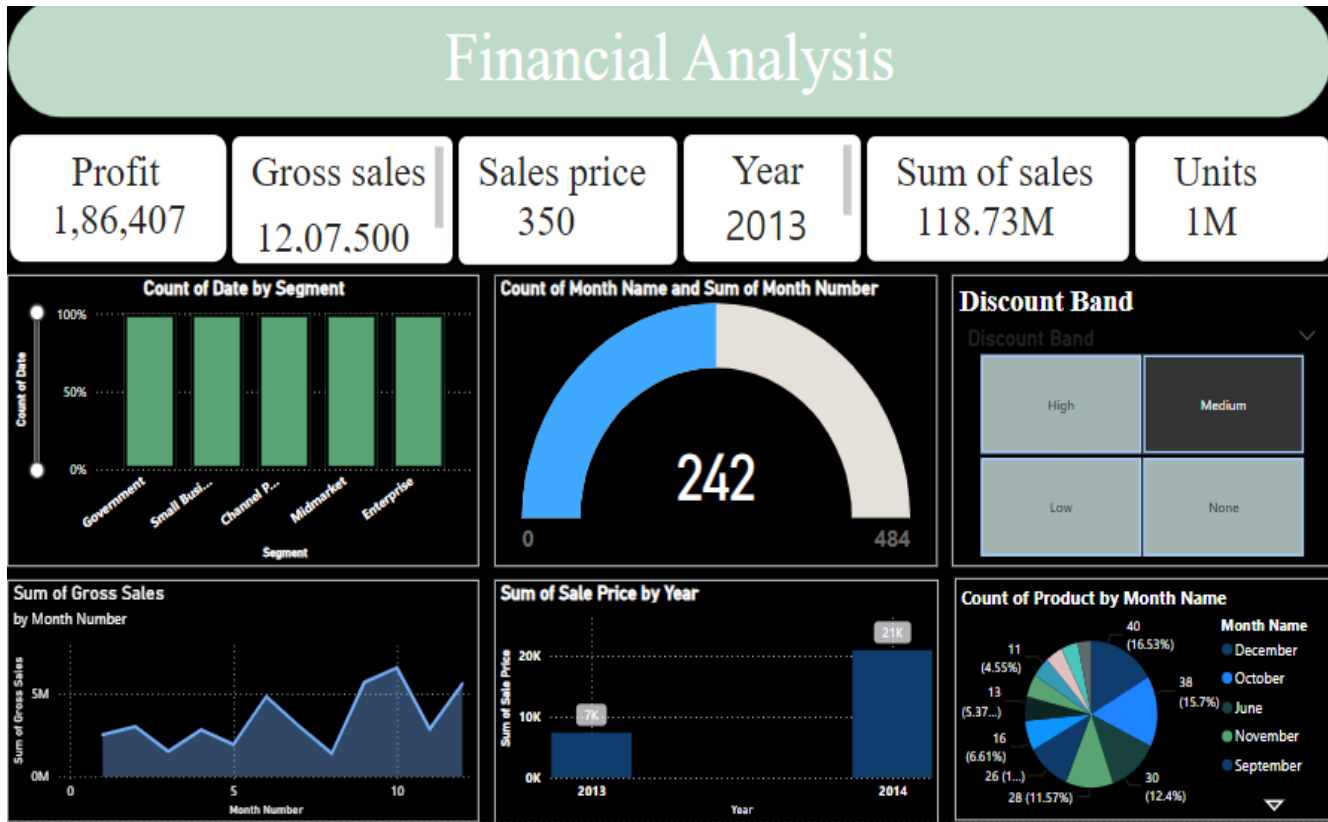 Financial Analysis
Profit
1,86,407
Gross sales
12,07,500
Sales price
350
Year
2013
Sum of sales
118.73M
Units
1M
Count of Date by Segment
Count of Date
100%
50%
0%
Government
Small Busi...
Channel P...
Midmarket
Enterprise
Segment
Count of Month Name and Sum of Month Number
242
0
484
Discount Band
Discount Band
High
Medium
Low
None
Sum of Gross Sales
by Month Number
Sum of Gross Sales
5M
0M
0
5
10
Month Number
Sum of Sale Price by Year
Sum of Sale Price
20K
10K
0K
7K
21K
2013
2014
Year
Count of Product by Month Name
40
(16.53%)
38
(15.7%)
30
(12.4%)
28 (11.57%)
26 (1...)
16
(6.61%)
13
(5.37...)
11
(4.55%)
Month Name
December
October
June
November
September